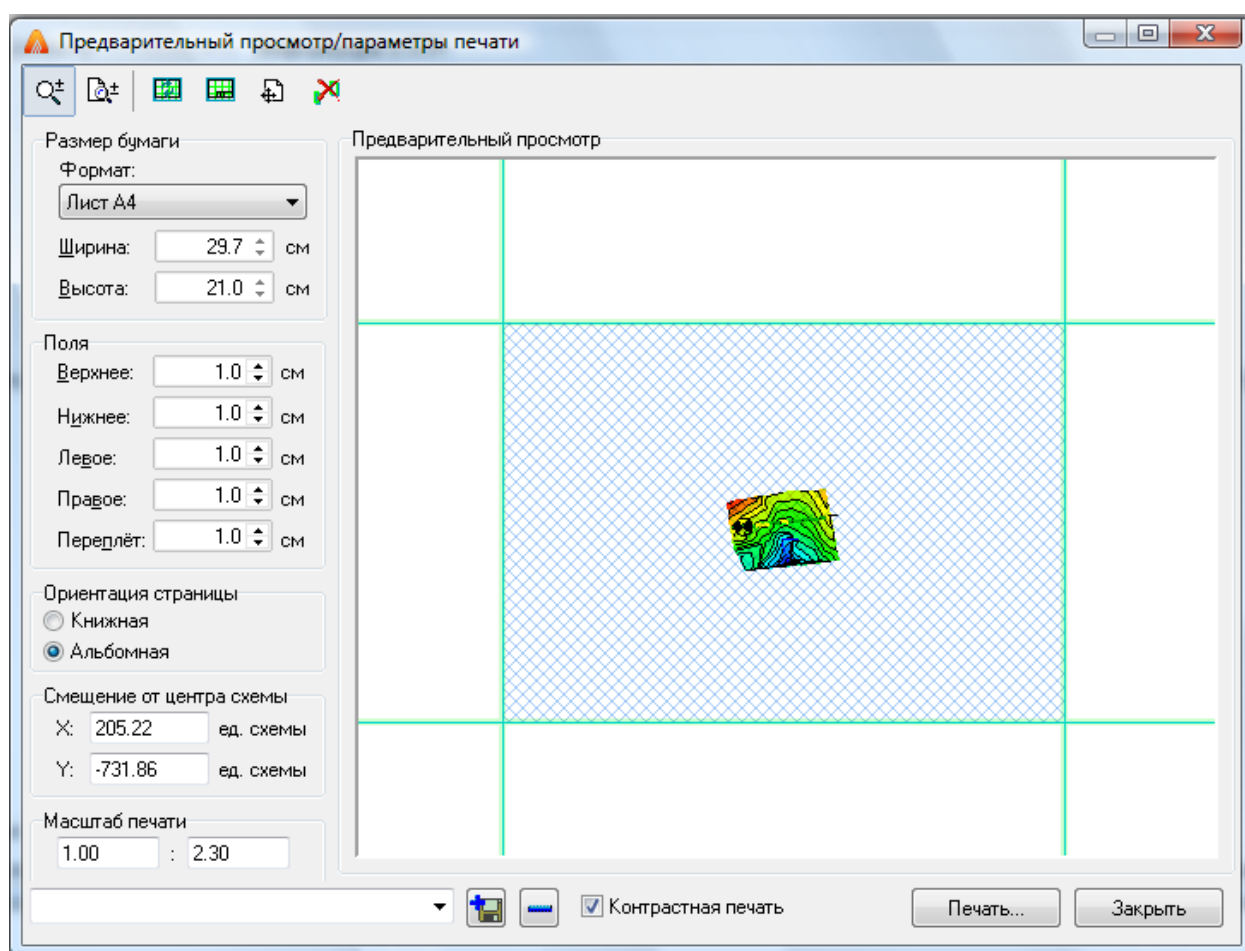 Предварительный просмотр/параметры печати
Размер бумаги
Формат:
Лист А4
Ширина: 29.7 см
Высота: 21.0 см
Поля
Верхнее: 1.0 см
Нижнее: 1.0 см
Левое: 1.0 см
Правое: 1.0 см
Переплёт: 1.0 см
Ориентация страницы
Книжная
Альбомная
Смещение от центра схемы
X: 205.22 ед. схемы
Y: -731.86 ед. схемы
Масштаб печати
1.00 : 2.30
Предварительный просмотр
Контрастная печать
Печать...
Закрыть